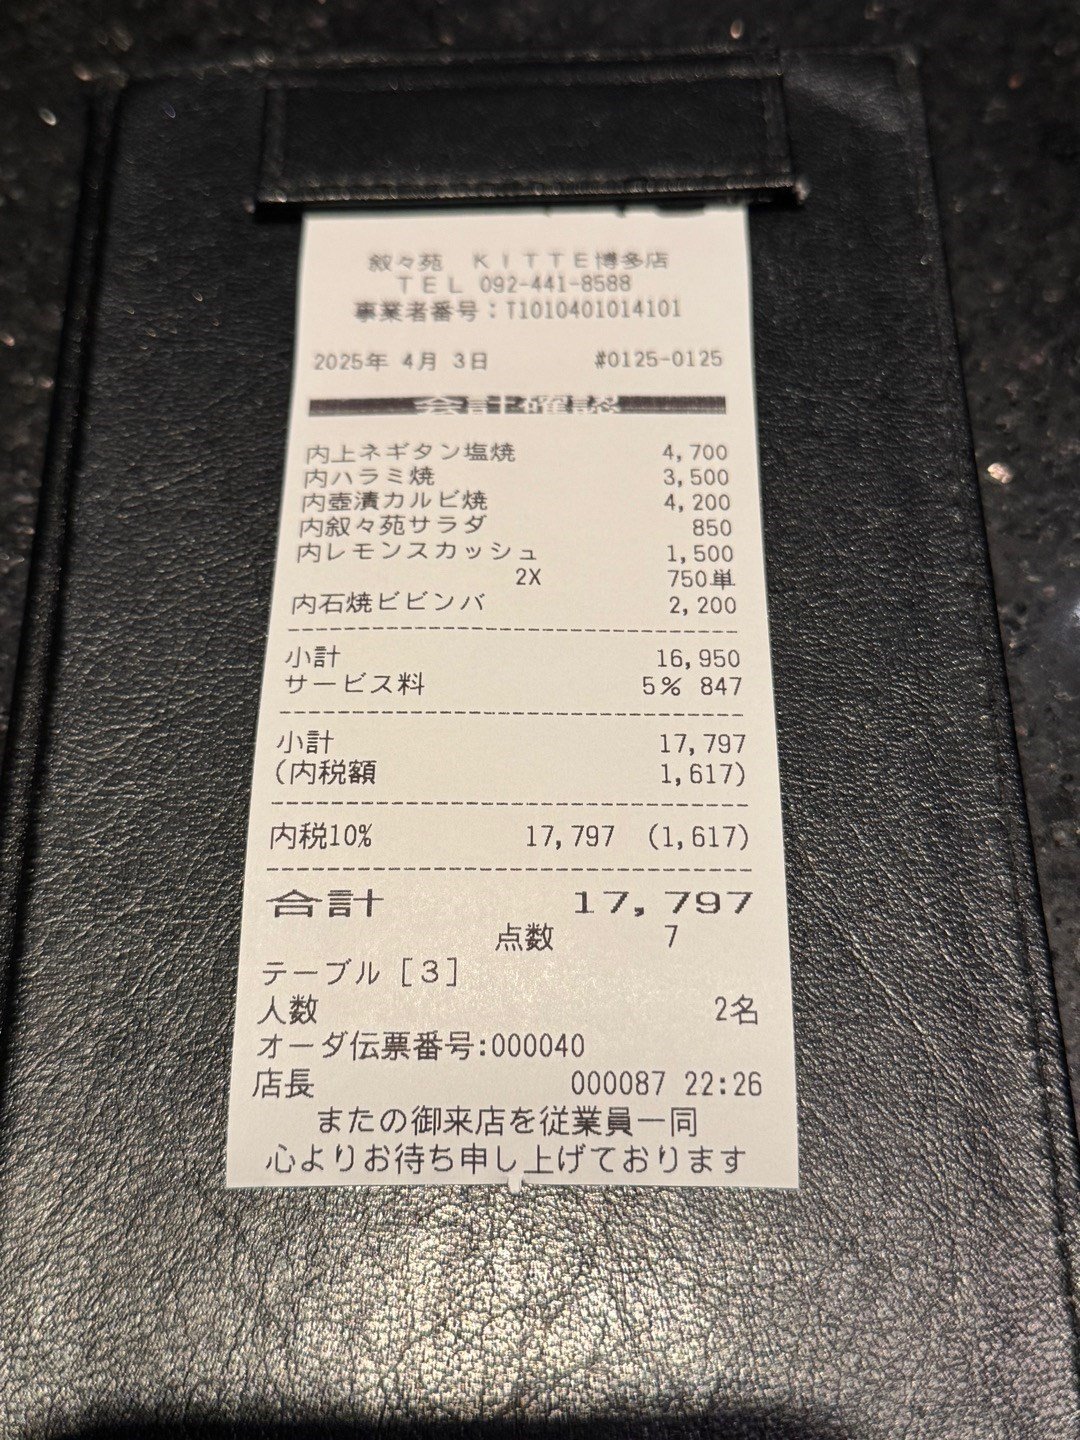 叙々苑 KITTE博多店
TEL 092-441-8588
事業者番号：T1010401014101
2025年 4月 3日 #0125-0125
会計確認
内上ネギタン塩焼 4,700
内ハラミ焼 3,500
内壺漬カルビ焼 4,200
内叙々苑サラダ 850
内レモンスカッシュ 1,500
2X 750単
内石焼ビビンバ 2,200
小計 16,950
サービス料 5% 847
小計 17,797
(内税額 1,617)
内税10% 17,797 (1,617)
合計 17,797
点数 7
テーブル [3]
人数 2名
オーダ伝票番号:000040
店長 000087 22:26
またの御来店を従業員一同
心よりお待ち申し上げております